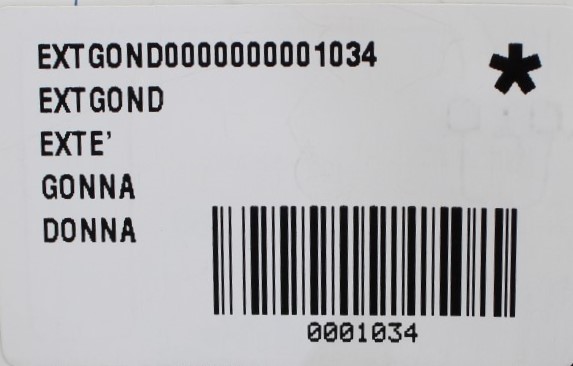 EXTGOND0000000001034
EXTGOND
EXTE'
GONNA
DONNA
*
0001034